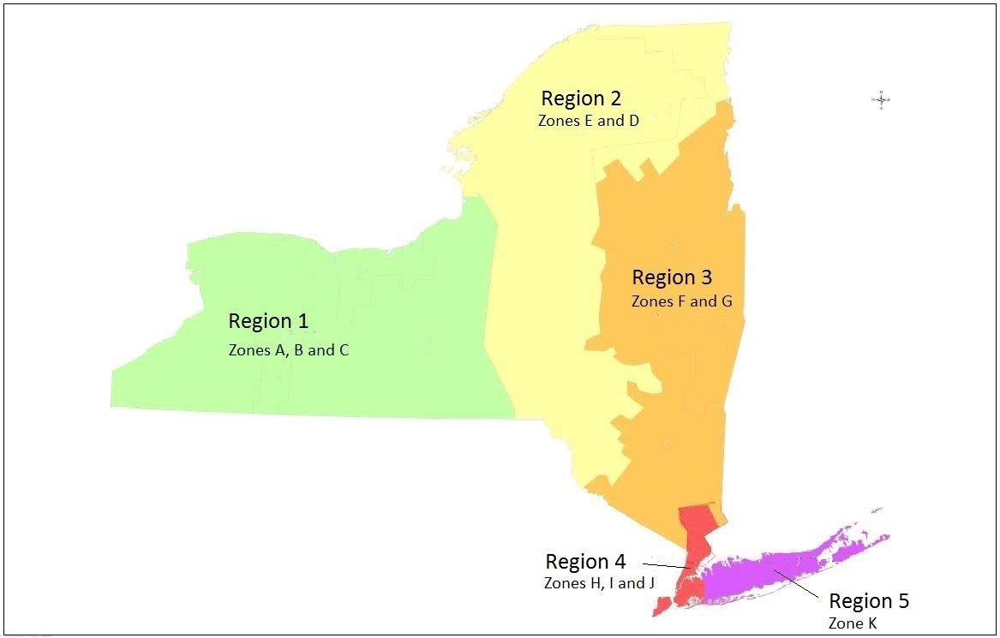 Region 2
Zones E and D
Region 3
Zones F and G
Region 1
Zones A, B and C
Region 4
Zones H, I and J
Region 5
Zone K